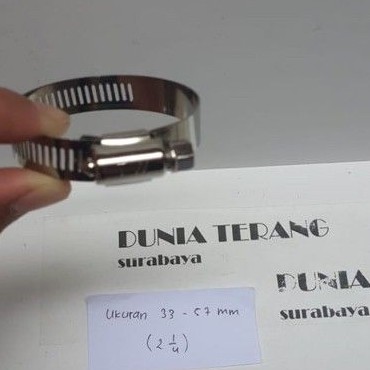 DUNIA TERANG
surabaya
DUNIA
surabaya
Ukuran 33 - 57 mm
(2 1/4)